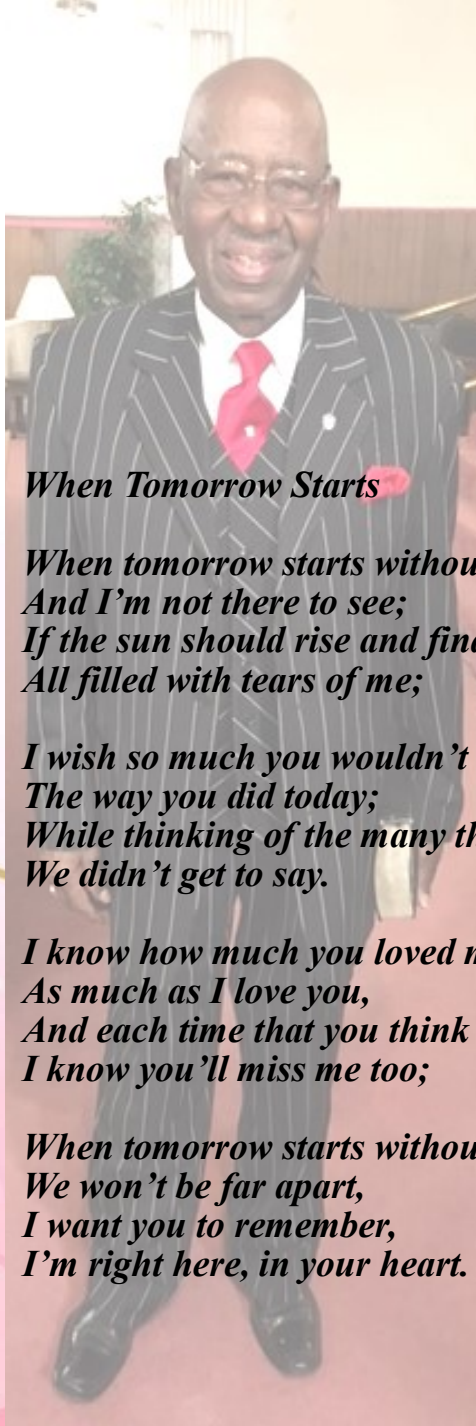 When Tomorrow Starts
When tomorrow starts
And I'm not there to see;
If the sun should rise and
All filled with tears of me;
I wish so much you wouldn't
The way you did today;
While thinking of the many
We didn't get to say.
I know how much you loved
As much as I love you,
And each time that you think
I know you'll miss me too;
When tomorrow starts
We won't be far apart,
I want you to remember,
I'm right here, in your heart.